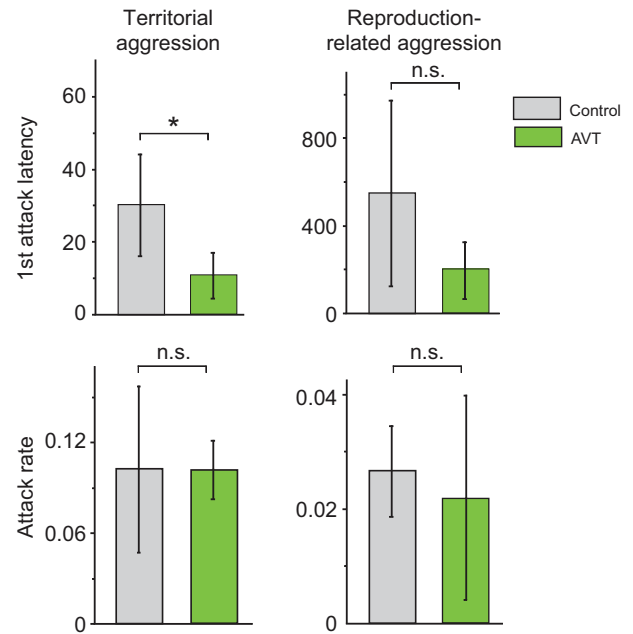 Territorial
aggression
Reproduction-
related aggression
1st attack latency
60
40
20
0
*
800
400
0
n.s.
Control
AVT
Attack rate
0.12
0.06
0
n.s.
0.04
0.02
0
n.s.